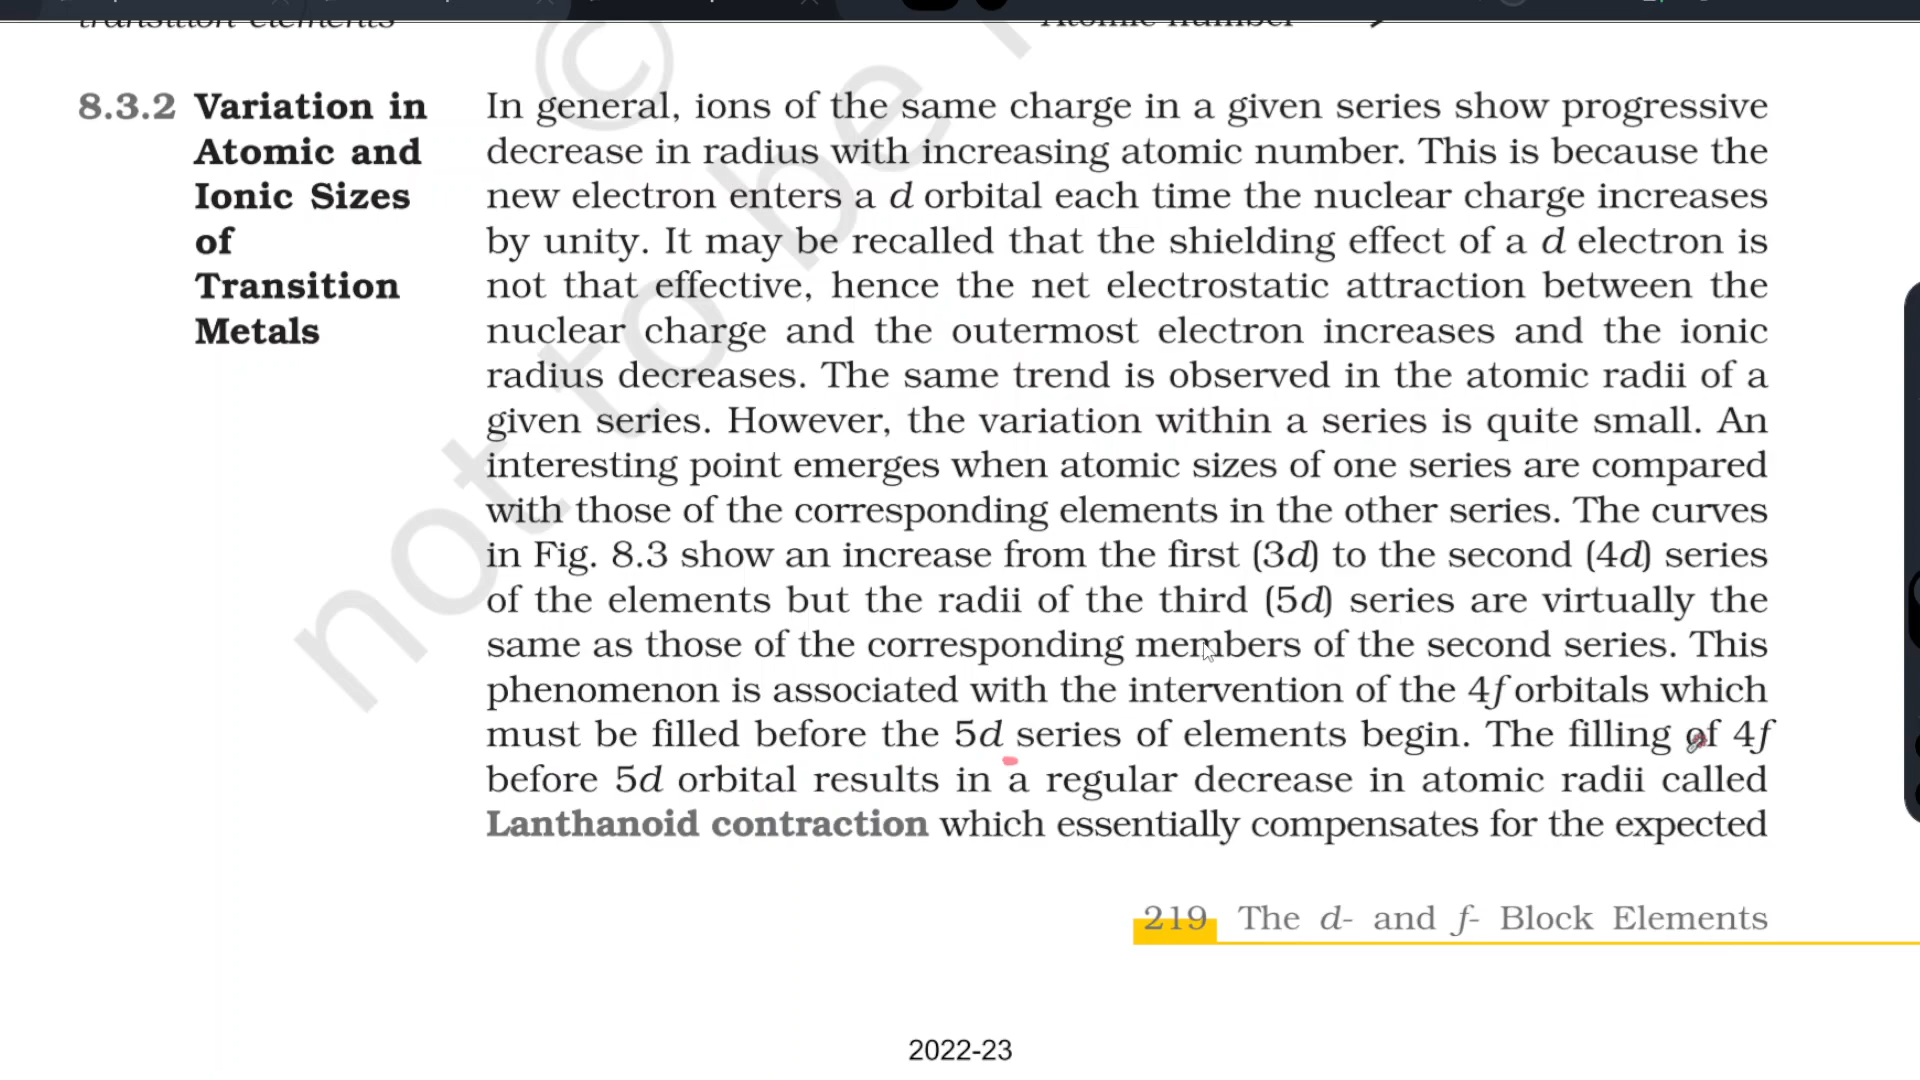 transition elements
Atomic number
8.3.2 Variation in
Atomic and
Ionic Sizes
of
Transition
Metals
In general, ions of the same charge in a given series show progressive
decrease in radius with increasing atomic number. This is because the
new electron enters a d orbital each time the nuclear charge increases
by unity. It may be recalled that the shielding effect of a d electron is
not that effective, hence the net electrostatic attraction between the
nuclear charge and the outermost electron increases and the ionic
radius decreases. The same trend is observed in the atomic radii of a
given series. However, the variation within a series is quite small. An
interesting point emerges when atomic sizes of one series are compared
with those of the corresponding elements in the other series. The curves
in Fig. 8.3 show an increase from the first (3d) to the second (4d) series
of the elements but the radii of the third (5d) series are virtually the
same as those of the corresponding members of the second series. This
phenomenon is associated with the intervention of the 4f orbitals which
must be filled before the 5d series of elements begin. The filling of 4f
before 5d orbital results in a regular decrease in atomic radii called
Lanthanoid contraction which essentially compensates for the expected
219 The d- and f- Block Elements
2022-23
©
not to be